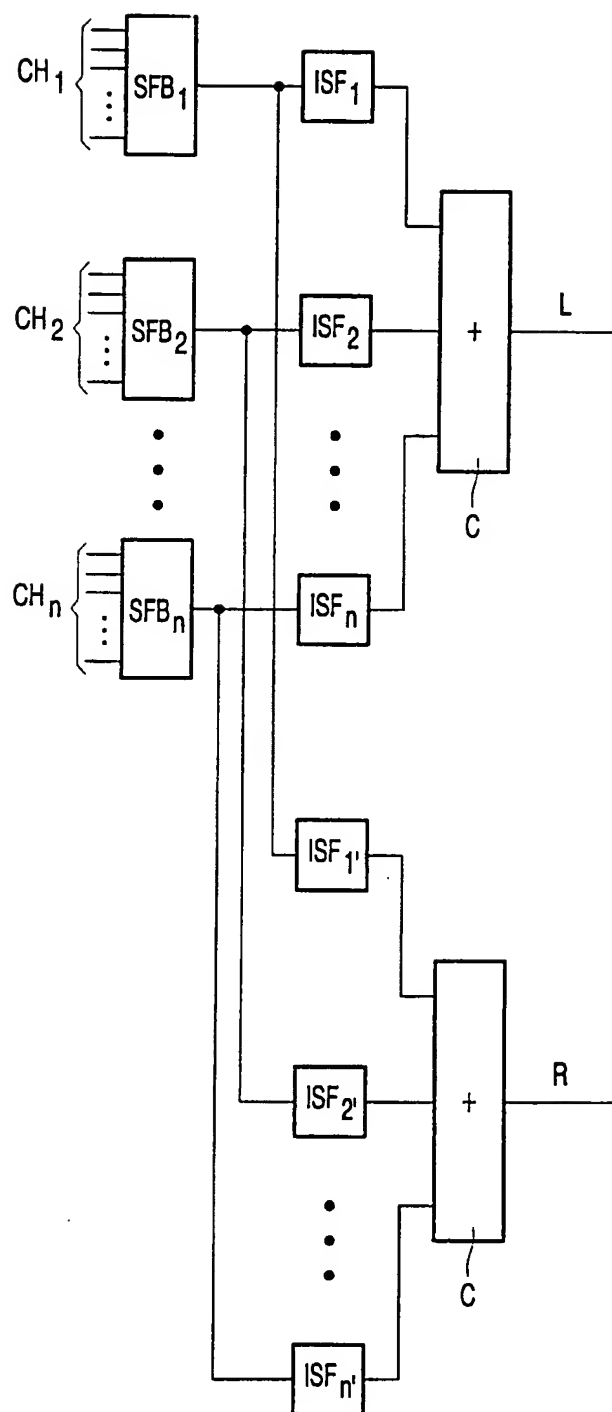 CH₁
SFB₁
ISF₁
CH₂
SFB₂
ISF₂
+
L
C
CHₙ
SFBₙ
ISFₙ
ISF₁'
ISF₂'
+
R
C
ISFₙ'